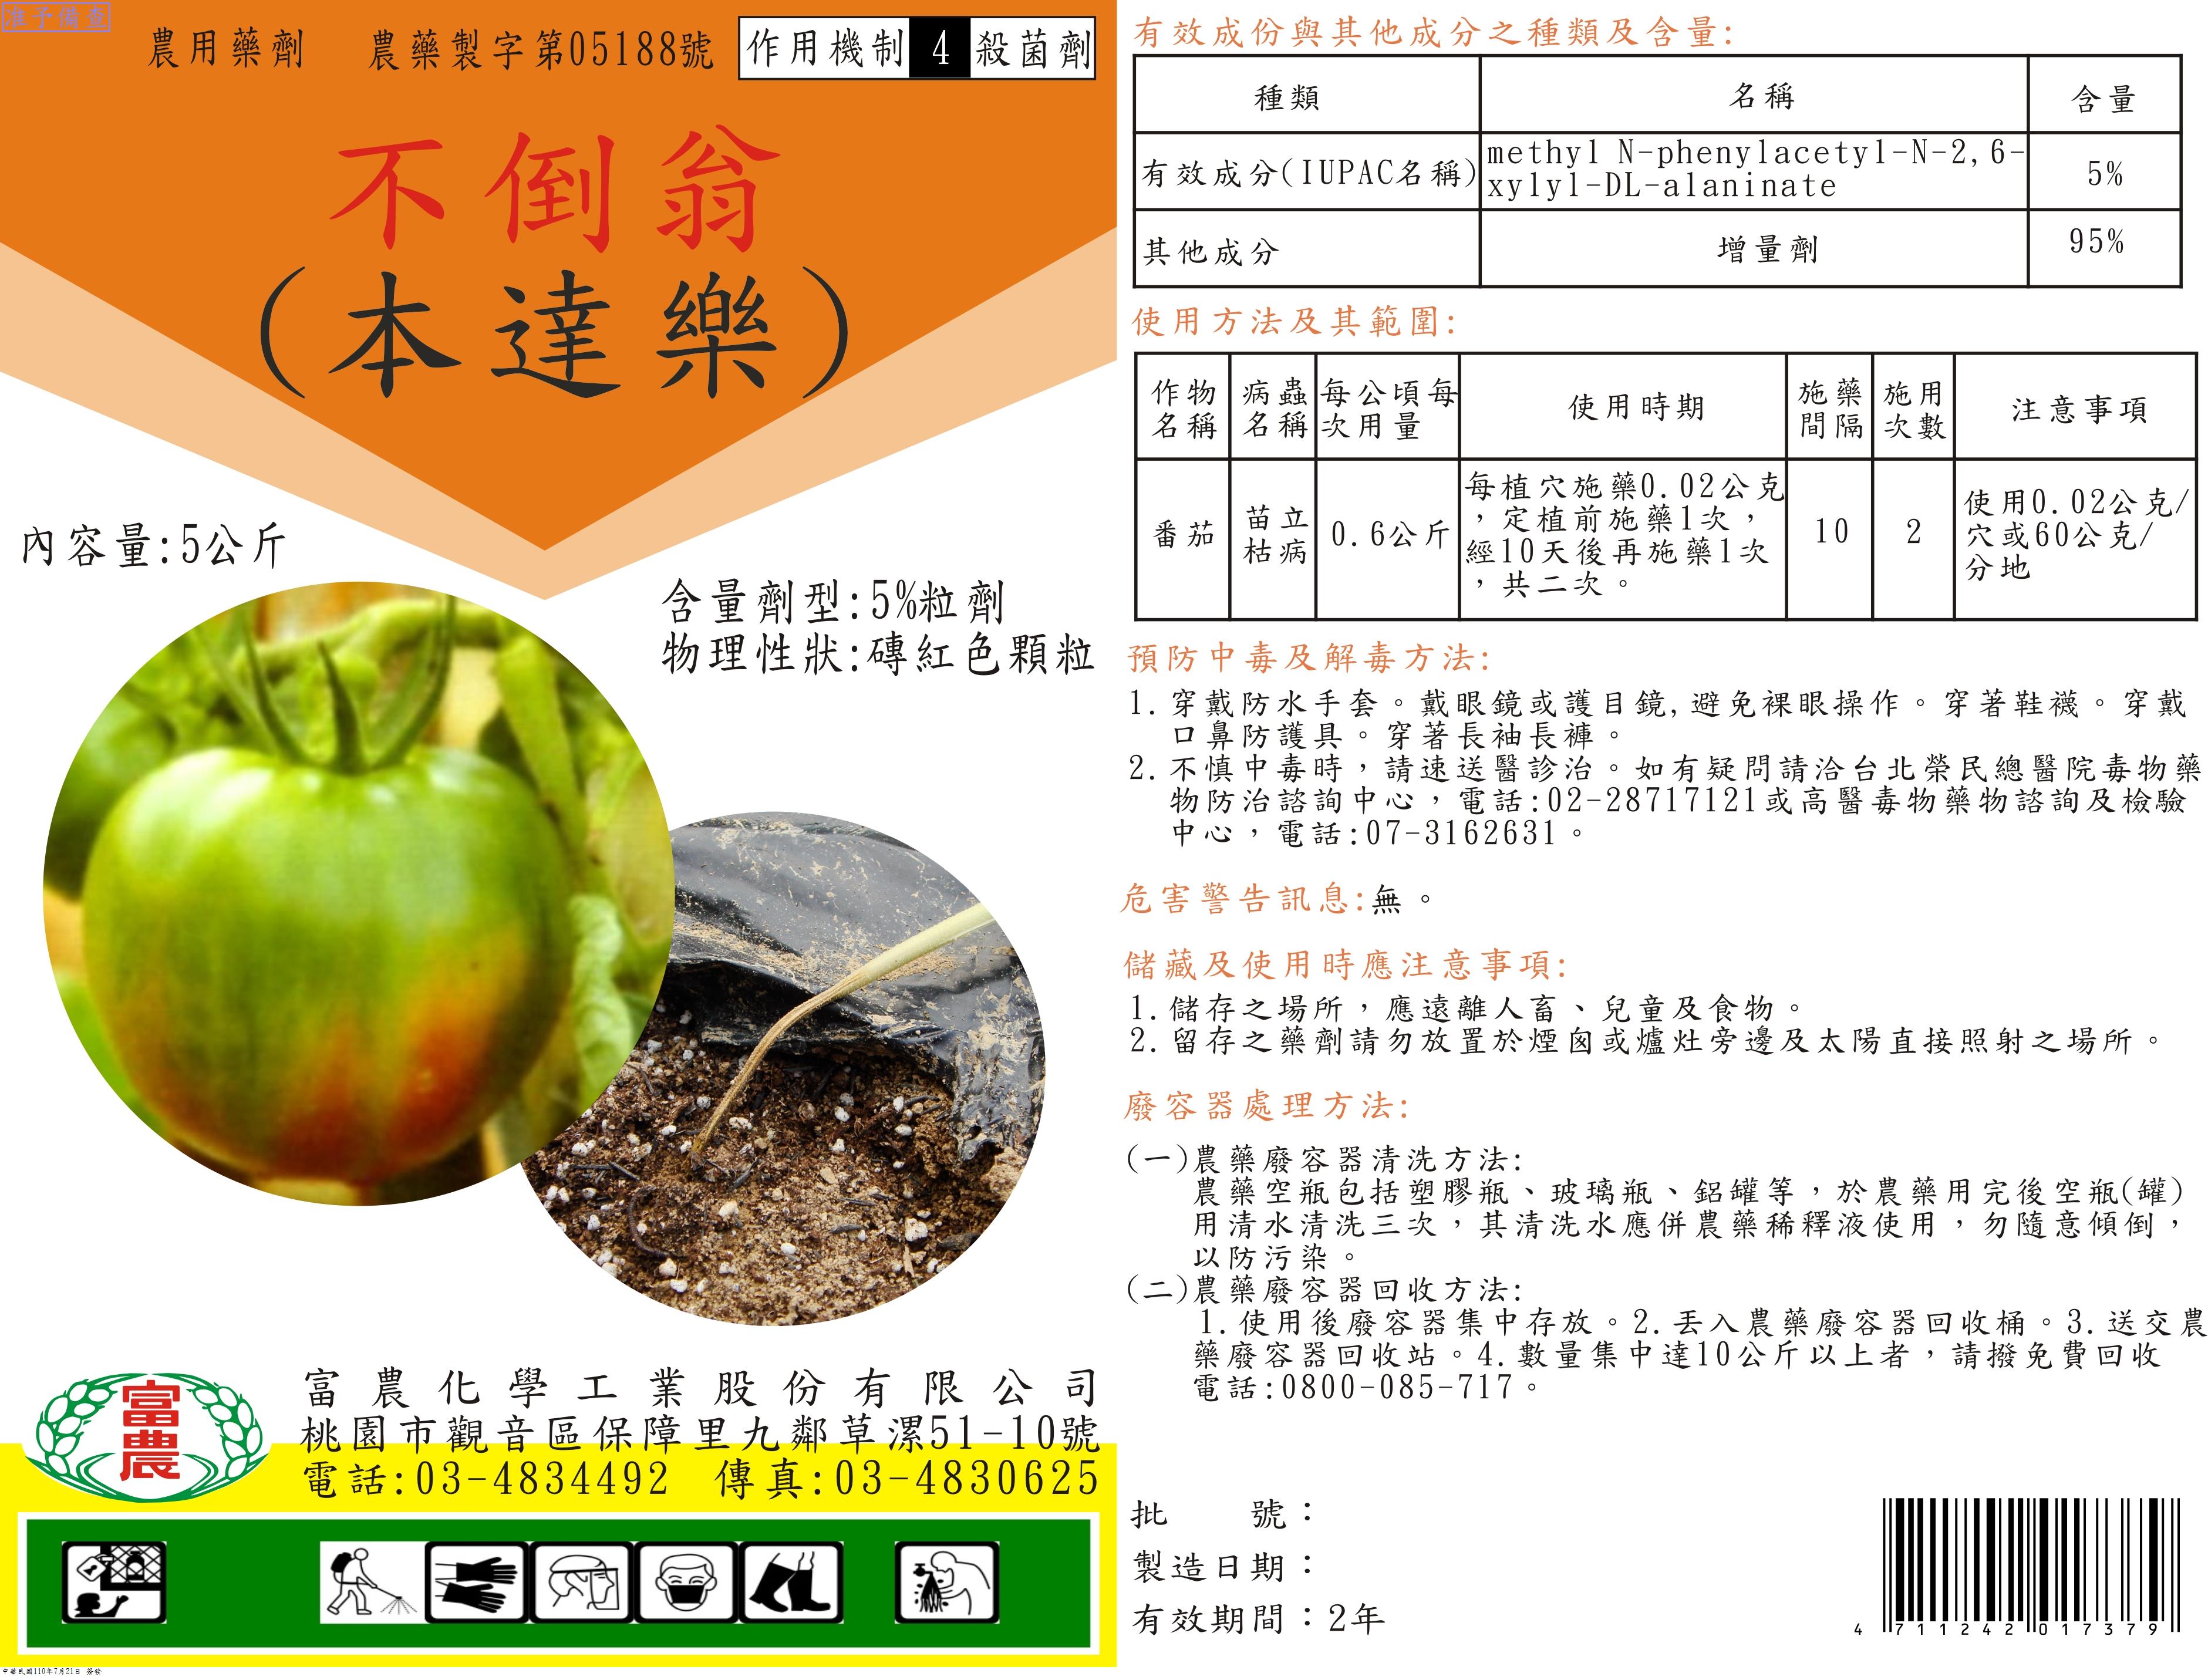 准予備查
農用藥劑 農藥製字第05188號 作用機制 4 殺菌劑
不倒翁
(本達樂)
內容量:5公斤
含量劑型:5%粒劑
物理性狀:磚紅色顆粒
富農
富農化學工業股份有限公司
桃園市觀音區保障里九鄰草漯51-10號
電話:03-4834492 傳真:03-4830625
中華民國110年7月21日 簽發
有效成份與其他成分之種類及含量:
種類 名稱 含量
有效成分(IUPAC名稱) methyl N-phenylacetyl-N-2,6-
xylyl-DL-alaninate 5%
其他成分 增量劑 95%
使用方法及其範圍:
作物
名稱
病蟲
名稱
每公頃每
次用量
使用時期
施藥
間隔
施用
次數
注意事項
番茄
苗立
枯病
0.6公斤
每植穴施藥0.02公克
，定植前施藥1次，
經10天後再施藥1次
，共二次。
10
2
使用0.02公克/
穴或60公克/
分地
預防中毒及解毒方法:
1.穿戴防水手套。戴眼鏡或護目鏡,避免裸眼操作。穿著鞋襪。穿戴
口鼻防護具。穿著長袖長褲。
2.不慎中毒時，請速送醫診治。如有疑問請洽台北榮民總醫院毒物藥
物防治諮詢中心，電話:02-28717121或高醫毒物藥物諮詢及檢驗
中心，電話:07-3162631。
危害警告訊息:無。
儲藏及使用時應注意事項:
1.儲存之場所，應遠離人畜、兒童及食物。
2.留存之藥劑請勿放置於煙囪或爐灶旁邊及太陽直接照射之場所。
廢容器處理方法:
(一)農藥廢容器清洗方法:
農藥空瓶包括塑膠瓶、玻璃瓶、鋁罐等，於農藥用完後空瓶(罐)
用清水清洗三次，其清洗水應併農藥稀釋液使用，勿隨意傾倒，
以防污染。
(二)農藥廢容器回收方法:
1.使用後廢容器集中存放。2.丟入農藥廢容器回收桶。3.送交農
藥廢容器回收站。4.數量集中達10公斤以上者，請撥免費回收
電話:0800-085-717。
批 號：
製造日期：
有效期間：2年
4 711242 017379